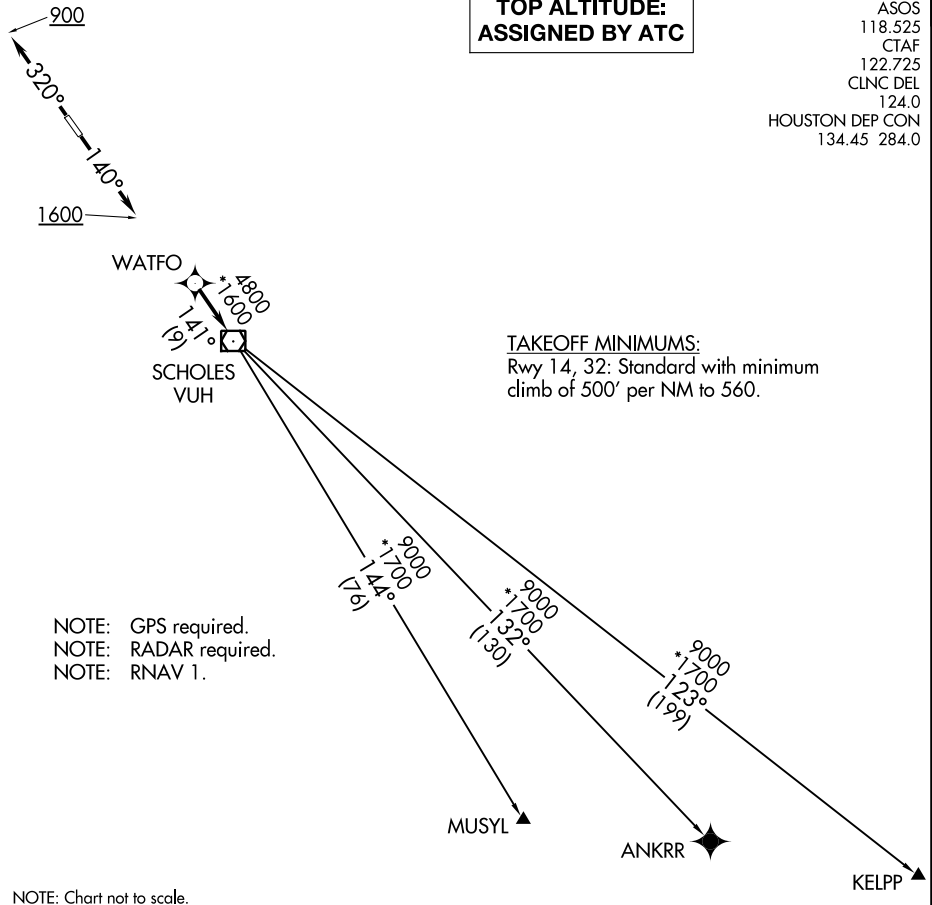 TOP ALTITUDE:
ASSIGNED BY ATC
ASOS
118.525
CTAF
122.725
CLNC DEL
124.0
HOUSTON DEP CON
134.45 284.0
900
320°
140°
1600
WATFO
4800
*1600
141°
(9)
SCHOLES
VUH
TAKEOFF MINIMUMS:
Rwy 14, 32: Standard with minimum
climb of 500' per NM to 560.
9000
*1700
144°
(76)
9000
*1700
132°
(130)
9000
*1700
123°
(199)
NOTE: GPS required.
NOTE: RADAR required.
NOTE: RNAV 1.
MUSYL
ANKRR
KELPP
NOTE: Chart not to scale.